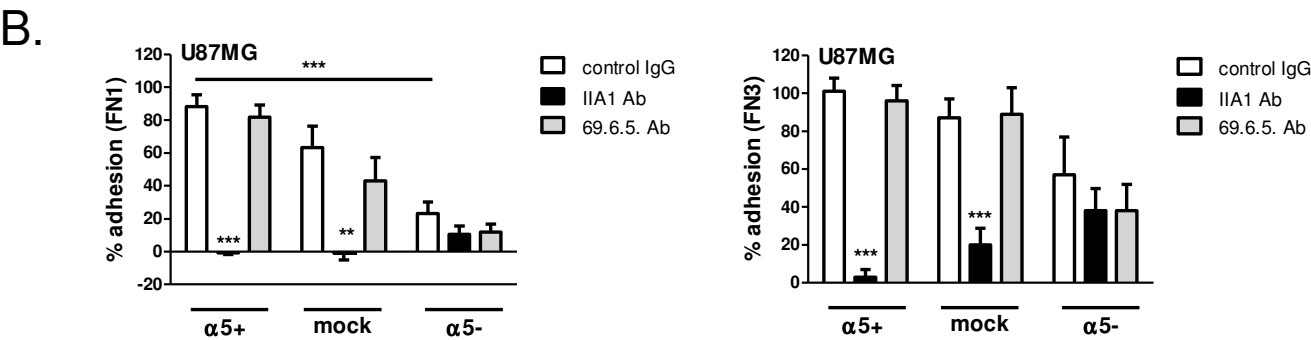 B.
U87MG
% adhesion (FN1)
120
100
80
60
40
20
0
-20
***
***
**
α5+
mock
α5-
control IgG
IIA1 Ab
69.6.5. Ab
U87MG
% adhesion (FN3)
120
100
80
60
40
20
0
***
***
α5+
mock
α5-
control IgG
IIA1 Ab
69.6.5. Ab